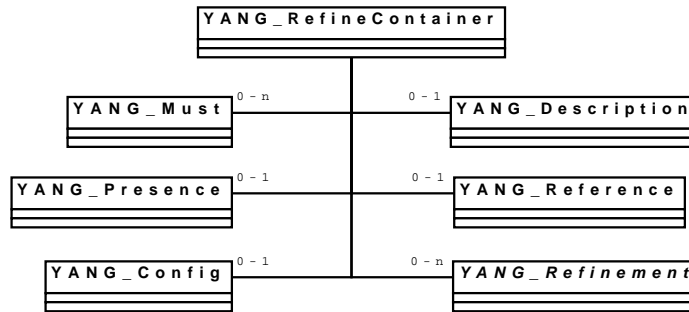 YANG_RefineContainer
YANG_Must
0-n
0-1
YANG_Description
YANG_Presence
0-1
0-1
YANG_Reference
YANG_Config
0-1
0-n
YANG_Refinement